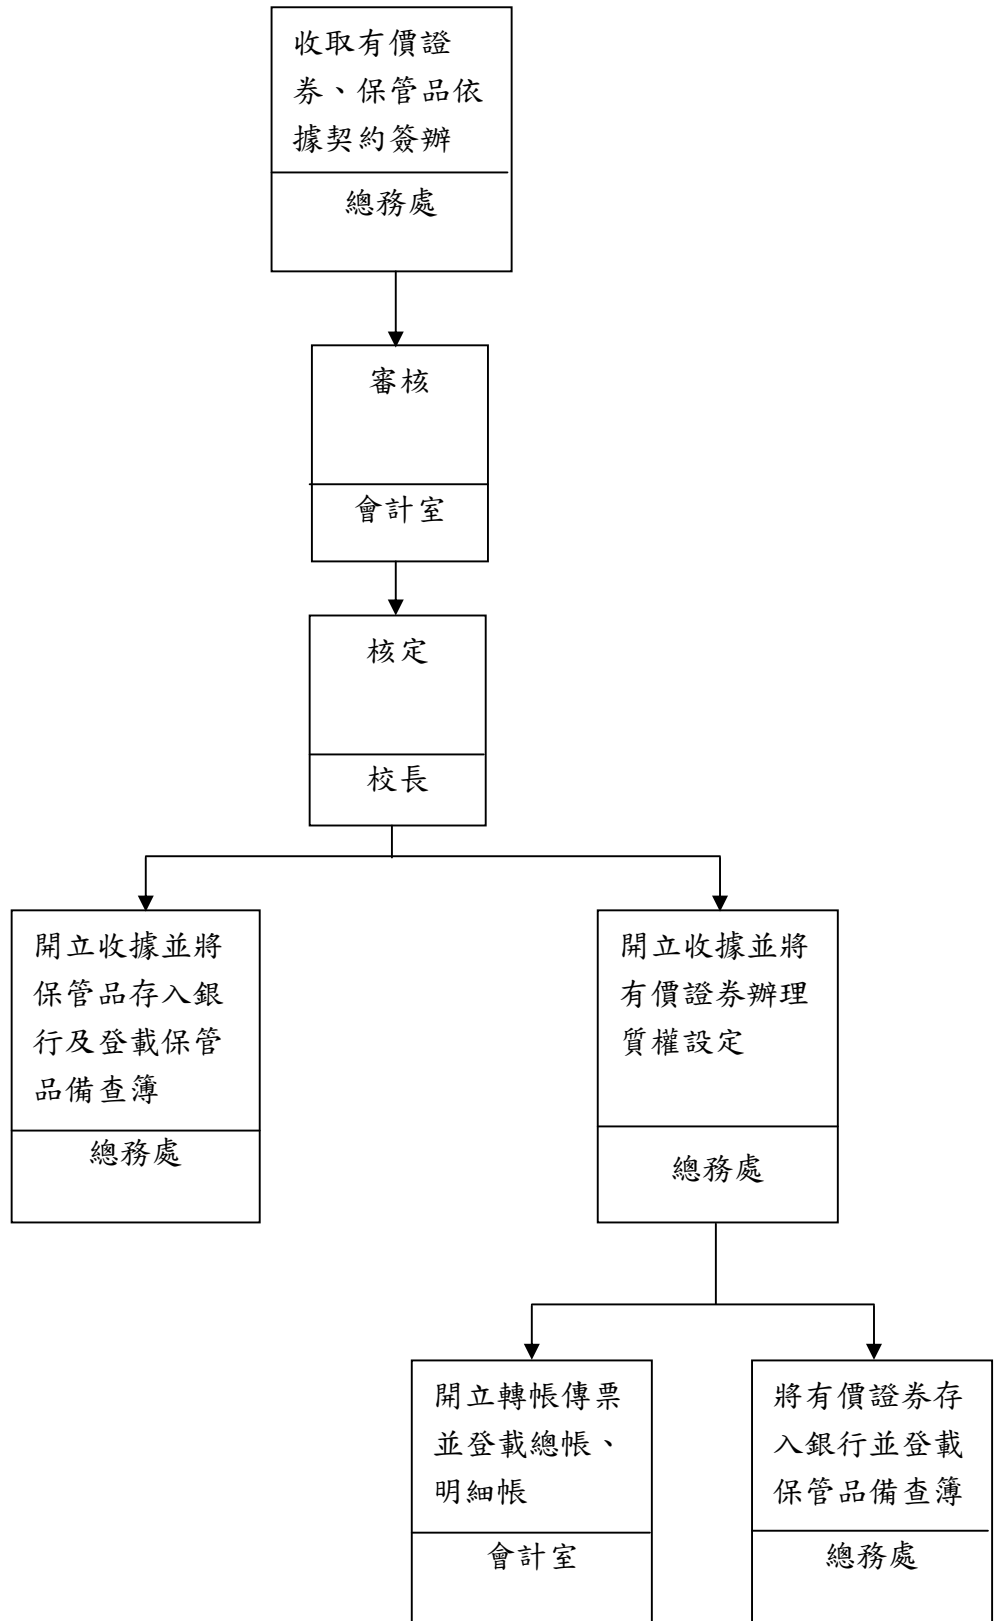 收取有價證
券、保管品依
據契約簽辦
總務處
審核
會計室
核定
校長
開立收據並將
保管品存入銀
行及登載保管
品備查簿
總務處
開立收據並將
有價證券辦理
質權設定
總務處
開立轉帳傳票
並登載總帳、
明細帳
會計室
將有價證券存
入銀行並登載
保管品備查簿
總務處